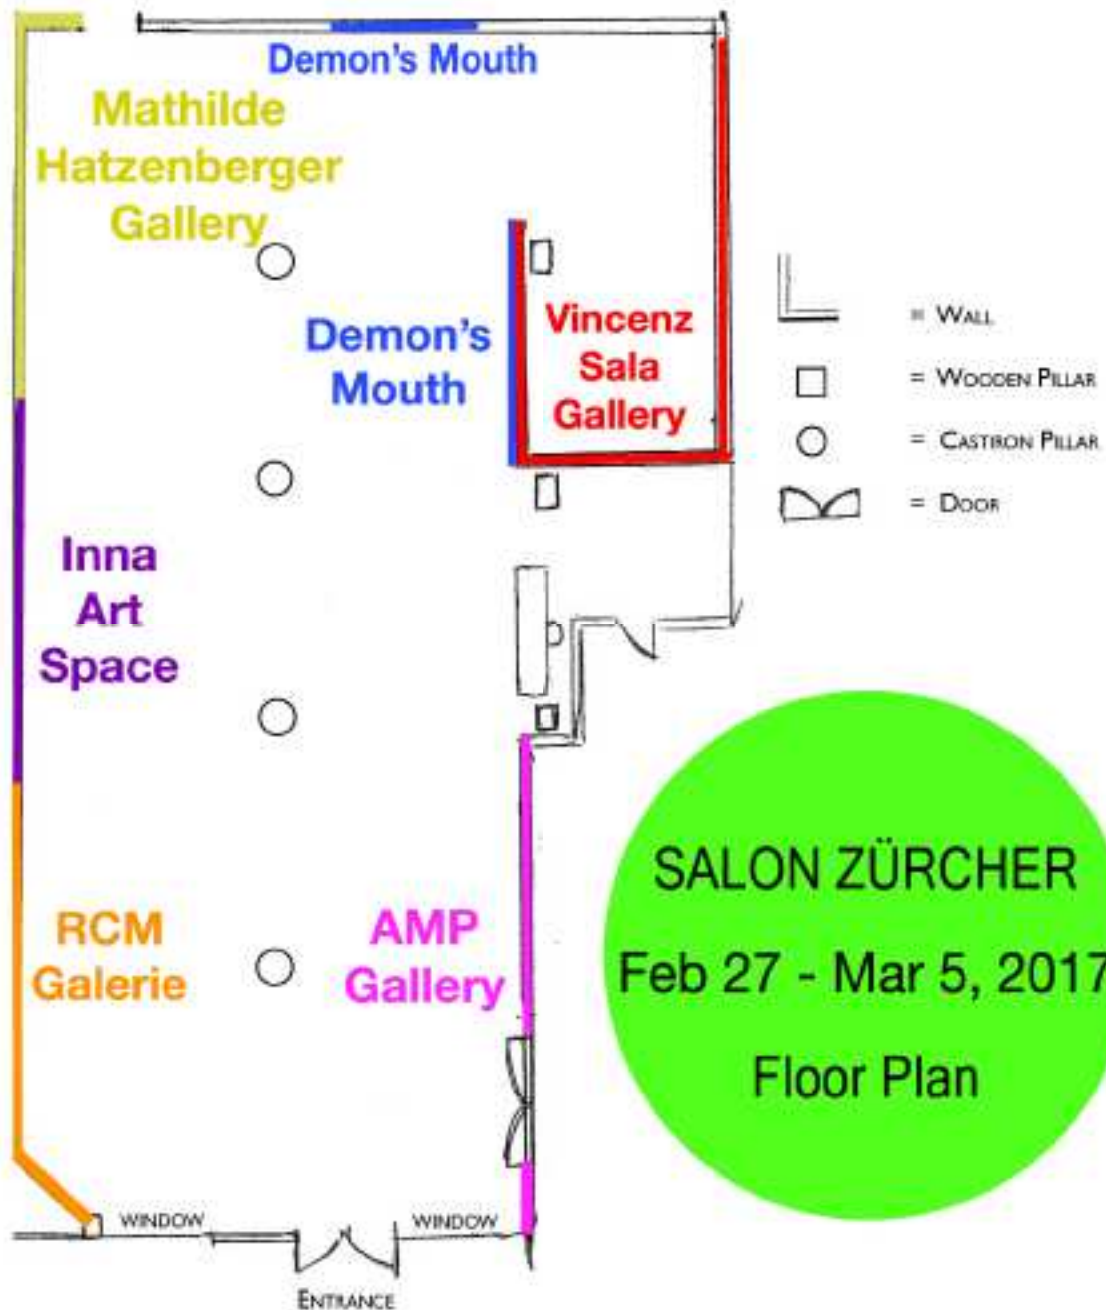 Demon's Mouth
Mathilde
Hatzenberger
Gallery
Demon's
Mouth
Vincenz
Sala
Gallery
= WALL
= WOODEN PILLAR
= CASTIRON PILLAR
= DOOR
Inna
Art
Space
RCM
Galerie
AMP
Gallery
SALON ZÜRCHER
Feb 27 - Mar 5, 2017
Floor Plan
WINDOW
WINDOW
ENTRANCE